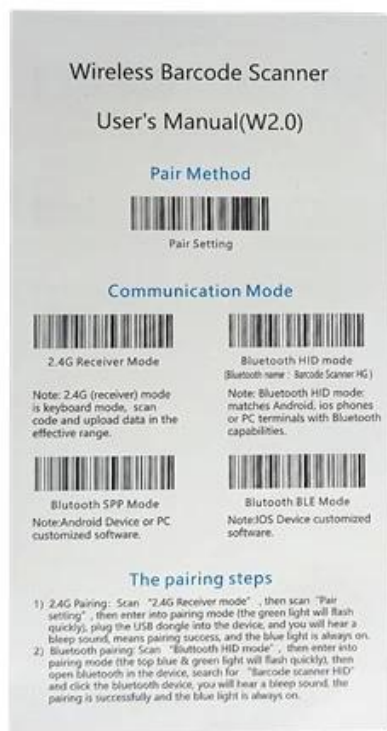 Wireless Barcode Scanner
User's Manual(W2.0)
Pair Method
Pair Setting
Communication Mode
2.4G Receiver Mode
Note: 2.4G (receiver) mode
is keyboard mode, scan
code and upload data in the
effective range.
Bluetooth HID mode
(Bluetooth name : Barcode Scanner HG )
Note: Bluetooth HID mode:
matches Android, ios phones
or PC terminals with Bluetooth
capabilities.
Blutooth SPP Mode
Note:Android Device or PC
customized software.
Blutooth BLE Mode
Note:IOS Device customized
software.
The pairing steps
1) 2.4G Pairing: Scan "2.4G Receiver mode" , then scan "Pair
setting" , then enter into pairing mode (the green light will flash
quickly), plug the USB dongle into the device, and you will hear a
bleep sound, means pairing success, and the blue light is always on.
2) Bluetooth pairing: Scan "Bluttooth HID mode" , then enter into
pairing mode (the top blue & green light will flash quickly), then
open bluetooth in the device, search for "Barcode scanner HID"
and click the bluetooth device, you will hear a bleep sound, the
pairing is successfully and the blue light is always on.